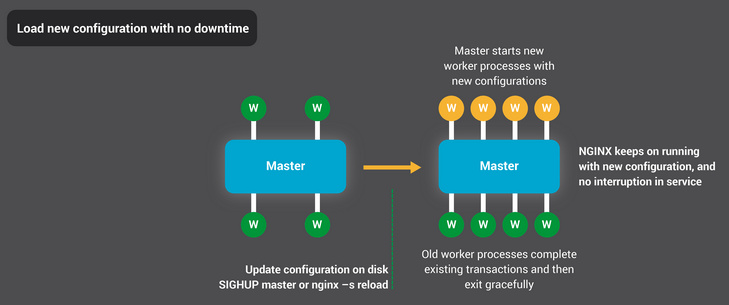 Load new configuration with no downtime
Master starts new
worker processes with
new configurations
W W
W W W W
Master
Master
NGINX keeps on running
with new configuration, and
no interruption in service
W W
W W W W
Update configuration on disk
SIGHUP master or nginx –s reload
Old worker processes complete
existing transactions and then
exit gracefully